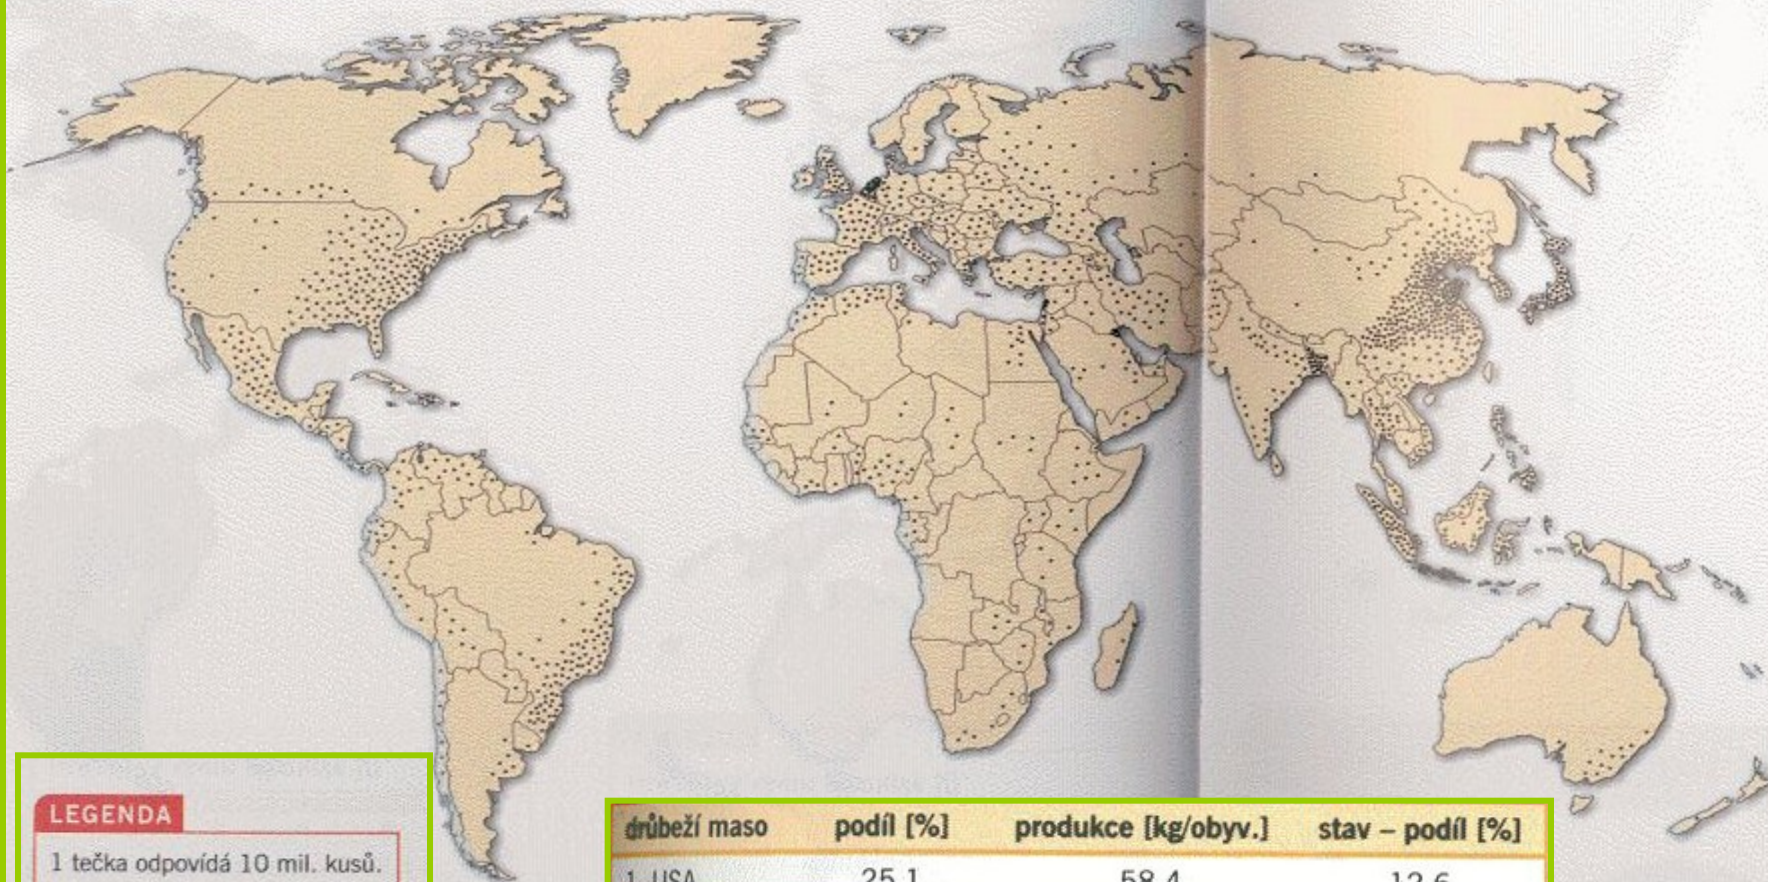 LEGENDA
1 tečka odpovídá 10 mil. kusů.
drůbeží maso podíl [%] produkce [kg/obyv.] stav – podíl [%]
1. USA 25,1 58,4 12,6